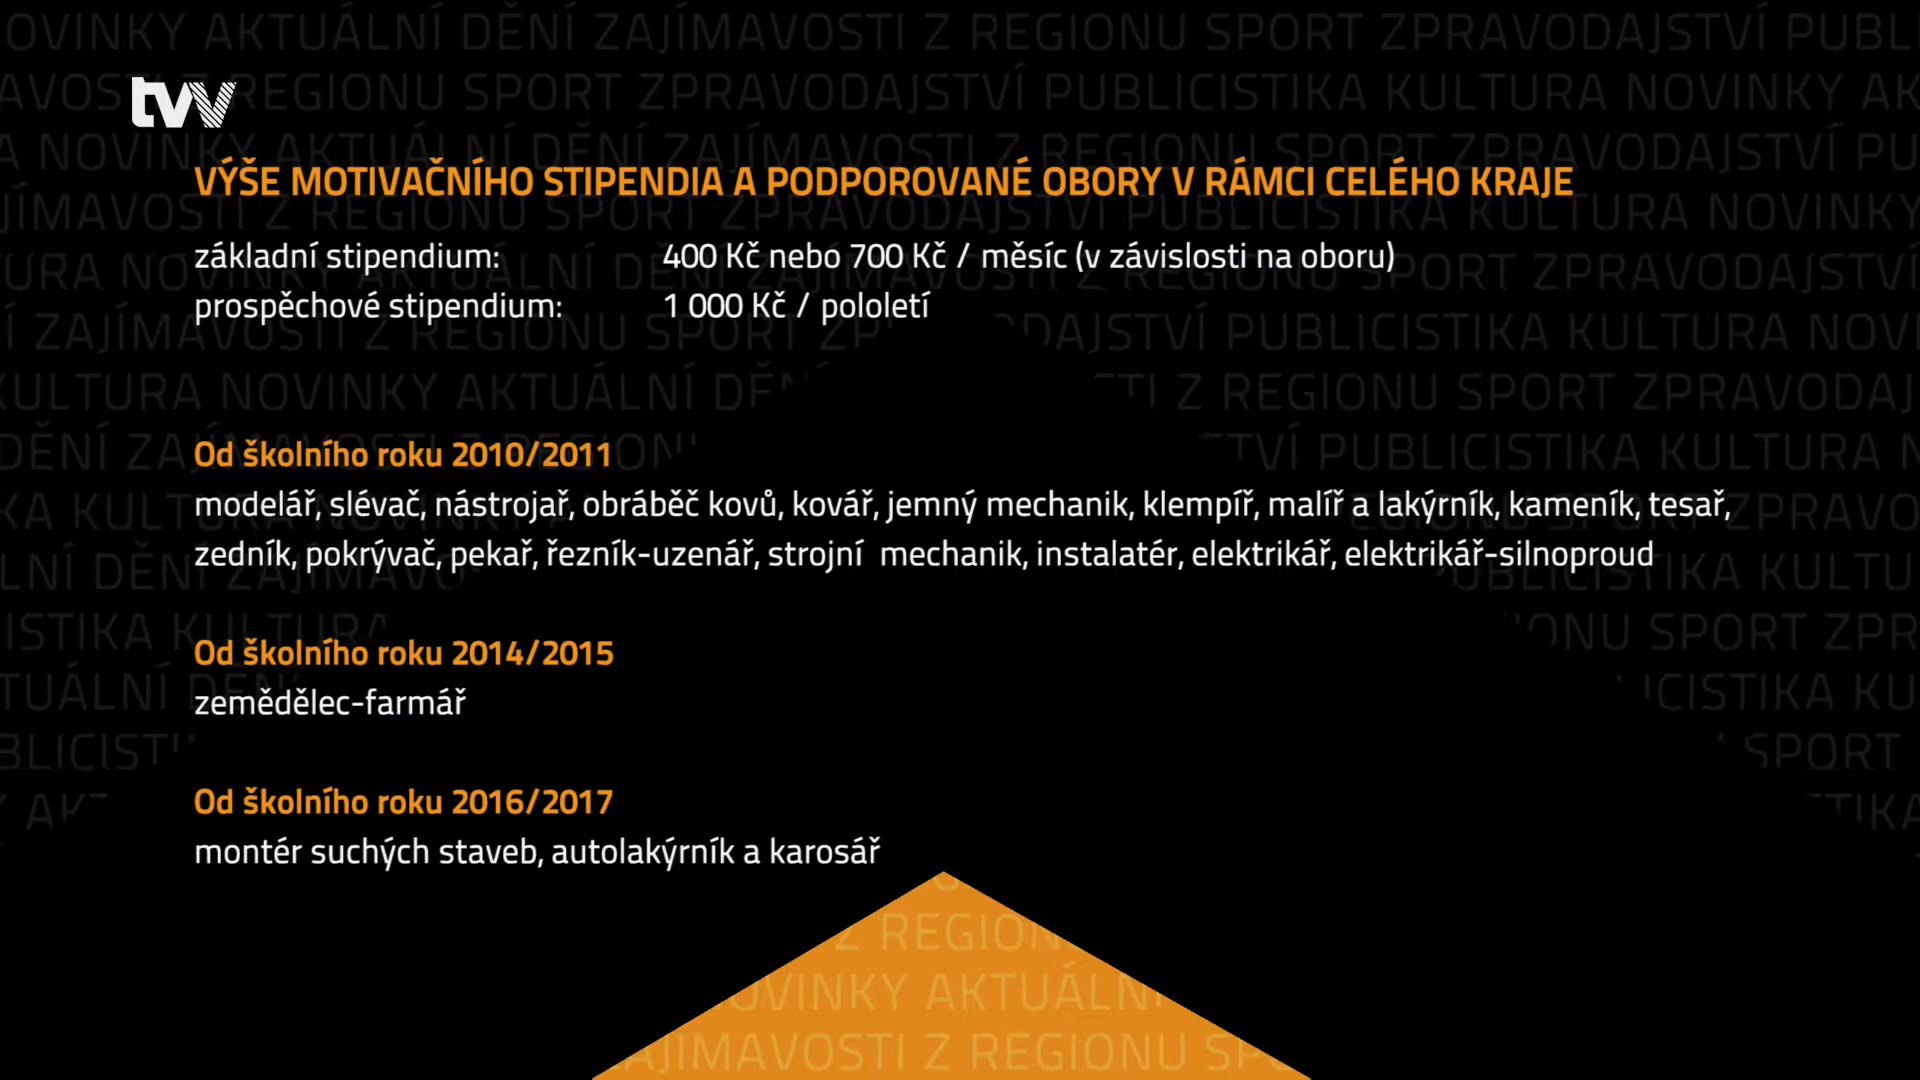 tvv
VÝŠE MOTIVAČNÍHO STIPENDIA A PODPOROVANÉ OBORY V RÁMCI CELÉHO KRAJE
základní stipendium: 400 Kč nebo 700 Kč / měsíc (v závislosti na oboru)
prospěchové stipendium: 1 000 Kč / pololetí
Od školního roku 2010/2011
modelář, slévač, nástrojař, obráběč kovů, kovář, jemný mechanik, klempíř, malíř a lakýrník, kameník, tesař,
zedník, pokrývač, pekař, řezník-uzenář, strojní mechanik, instalatér, elektrikář, elektrikář-silnoproud
Od školního roku 2014/2015
zemědělec-farmář
Od školního roku 2016/2017
montér suchých staveb, autolakýrník a karosář